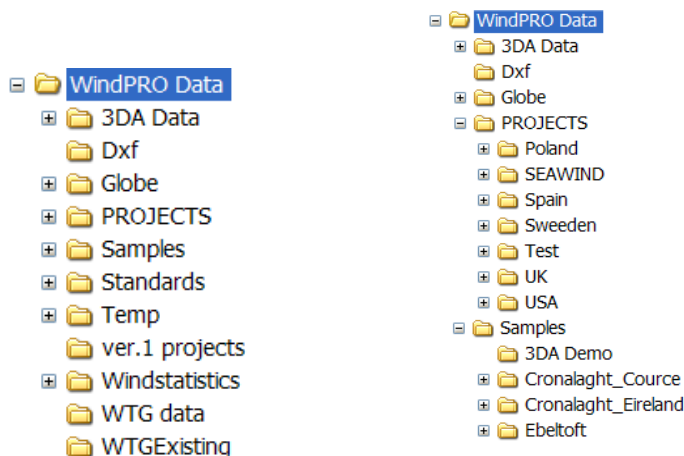 WindPRO Data
3DA Data
Dxf
Globe
PROJECTS
Samples
Standards
Temp
ver.1 projects
Windstatistics
WTG data
WTGExisting
WindPRO Data
3DA Data
Dxf
Globe
PROJECTS
Poland
SEAWIND
Spain
Sweeden
Test
UK
USA
Samples
3DA Demo
Cronalaght_Cource
Cronalaght_Eireland
Ebeltoft